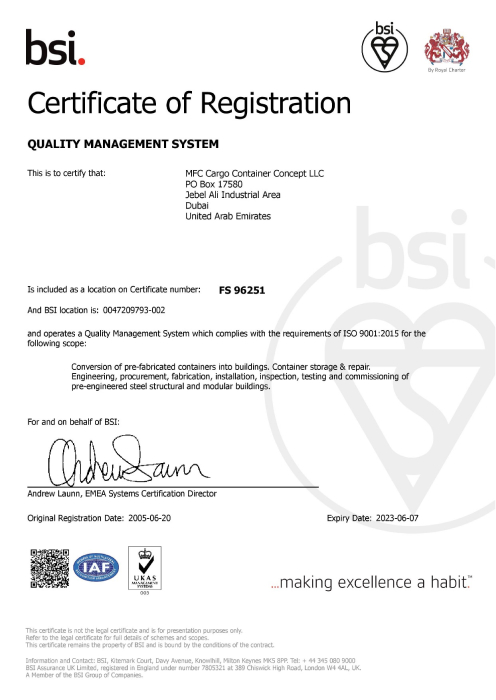 bsi.
bsi.
By Royal Charter
Certificate of Registration
QUALITY MANAGEMENT SYSTEM
This is to certify that:
MFC Cargo Container Concept LLC
PO Box 17580
Jebel Ali Industrial Area
Dubai
United Arab Emirates
bsi.
Is included as a location on Certificate number: FS 96251
And BSI location is: 0047209793-002
and operates a Quality Management System which complies with the requirements of ISO 9001:2015 for the
following scope:
Conversion of pre-fabricated containers into buildings. Container storage & repair.
Engineering, procurement, fabrication, installation, inspection, testing and commissioning of
pre-engineered steel structural and modular buildings.
For and on behalf of BSI:
Andrew Launn
Andrew Launn, EMEA Systems Certification Director
Original Registration Date: 2005-06-20
Expiry Date: 2023-06-07
IAF
UKAS
MANAGEMENT
SYSTEMS
003
...making excellence a habit.™
This certificate is not the legal certificate and is for presentation purposes only.
Refer to the legal certificate for full details of schemes and scopes.
This certificate remains the property of BSI and is bound by the conditions of the contract.
Information and Contact: BSI, Kitemark Court, Davy Avenue, Knowlhill, Milton Keynes MK5 8PP. Tel: + 44 345 080 9000
BSI Assurance UK Limited, registered in England under number 7805321 at 389 Chiswick High Road, London W4 4AL, UK.
A Member of the BSI Group of Companies.